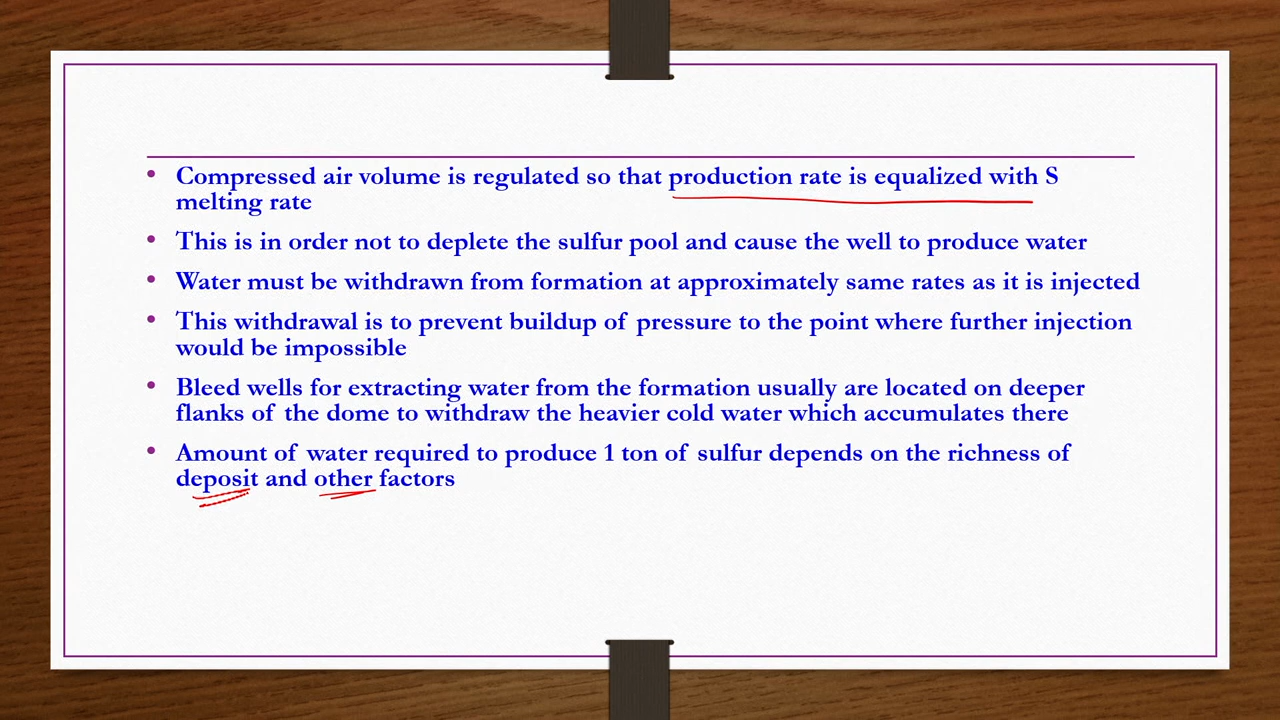 • Compressed air volume is regulated so that production rate is equalized with S
melting rate
• This is in order not to deplete the sulfur pool and cause the well to produce water
• Water must be withdrawn from formation at approximately same rates as it is injected
• This withdrawal is to prevent buildup of pressure to the point where further injection
would be impossible
• Bleed wells for extracting water from the formation usually are located on deeper
flanks of the dome to withdraw the heavier cold water which accumulates there
• Amount of water required to produce 1 ton of sulfur depends on the richness of
deposit and other factors